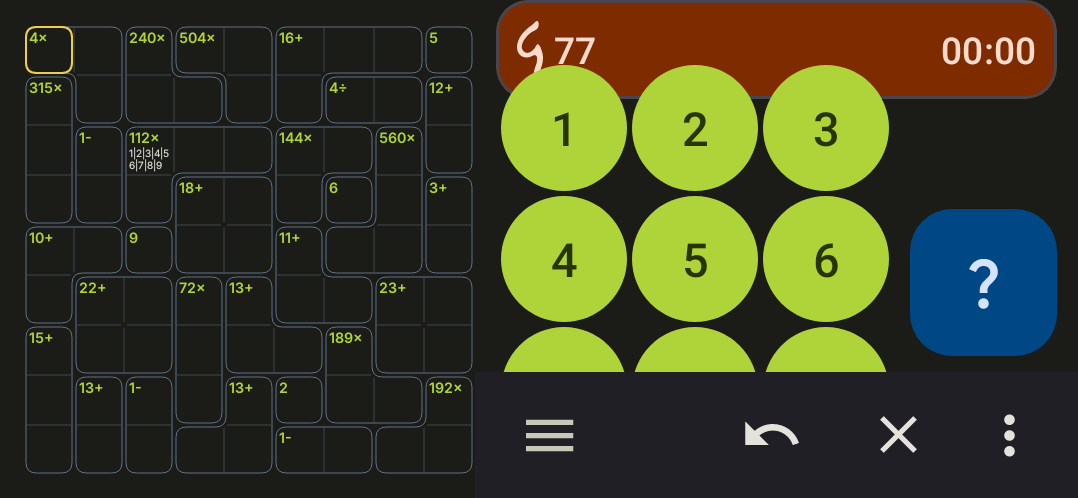 4× 240× 504× 16+ 5
315× 4÷ 12+
1- 112× 144× 560×
1|2|3|4|5
6|7|8|9
18+ 6 3+
10+ 9 11+
22+ 72× 13+ 23+
15+ 189×
13+ 1- 13+ 2 192×
1-
77 00:00
1 2 3
4 5 6
?